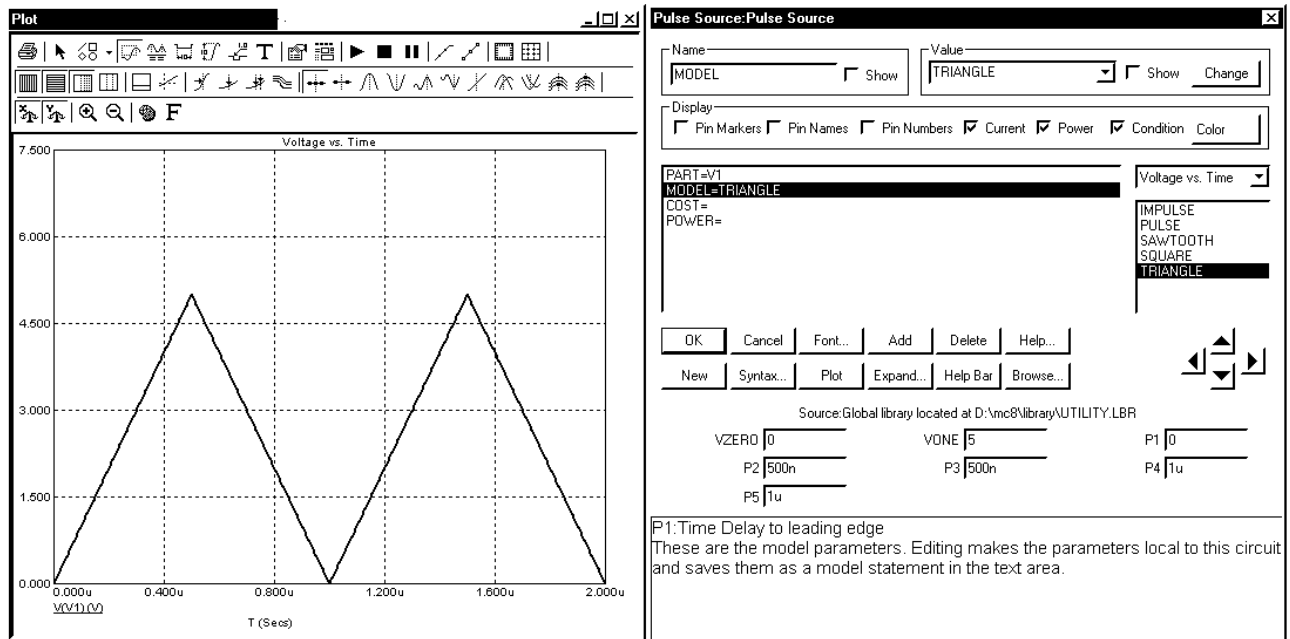 Plot
T
F
Voltage vs. Time
7.500
6.000
4.500
3.000
1.500
0.000
0.000u 0.400u 0.800u 1.200u 1.600u 2.000u
V(V1) (V)
T (Secs)
Pulse Source:Pulse Source
Name
MODEL
Show
Value
TRIANGLE
Show
Change
Display
Pin Markers Pin Names Pin Numbers Current Power Condition Color
PART=V1
MODEL=TRIANGLE
COST=
POWER=
Voltage vs. Time
IMPULSE
PULSE
SAWTOOTH
SQUARE
TRIANGLE
OK Cancel Font... Add Delete Help...
New Syntax... Plot Expand... Help Bar Browse...
Source:Global library located at D:\mc8\library\UTILITY.LBR
VZERO 0 VONE 5 P1 0
P2 500n P3 500n P4 1u
P5 1u
P1:Time Delay to leading edge
These are the model parameters. Editing makes the parameters local to this circuit
and saves them as a model statement in the text area.